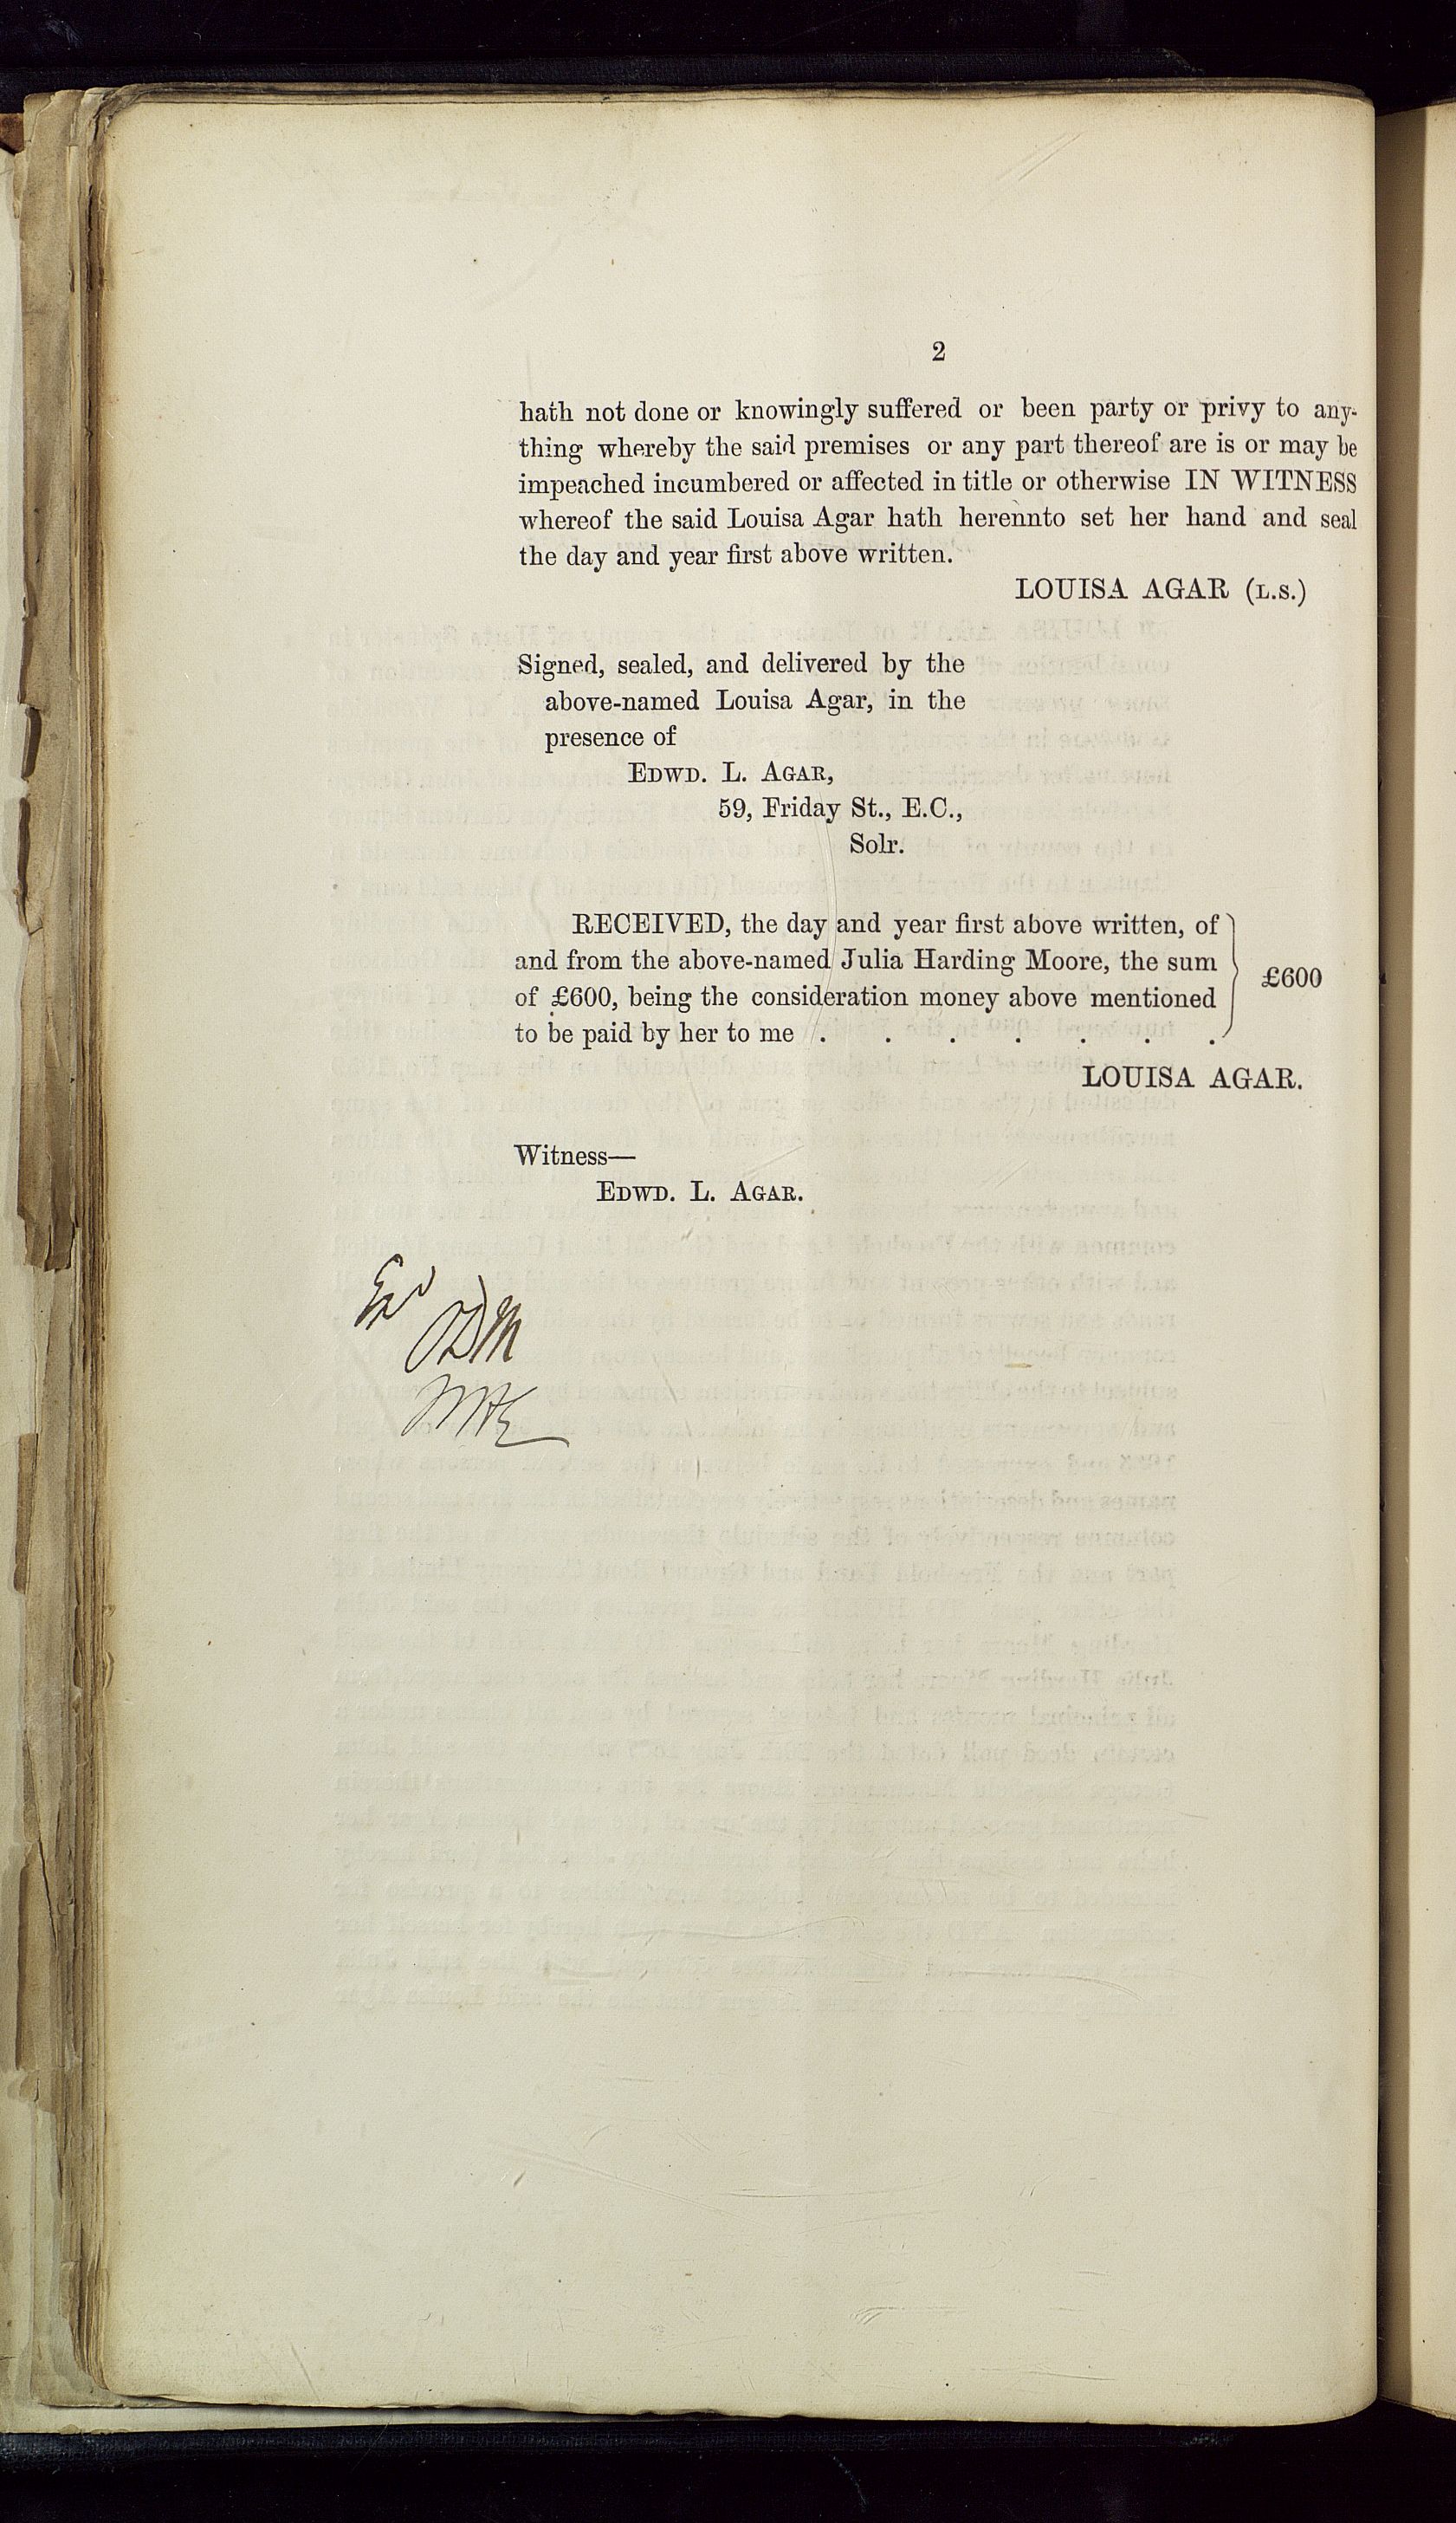 2
hath not done or knowingly suffered or been party or privy to any-
thing whereby the said premises or any part thereof are is or may be
impeached incumbered or affected in title or otherwise IN WITNESS
whereof the said Louisa Agar hath herennto set her hand and seal
the day and year first above written.
LOUISA AGAR (L.S.)
Signed, sealed, and delivered by the
above-named Louisa Agar, in the
presence of
EDWD. L. AGAR,
59, Friday St., E.C.,
Solr.
RECEIVED, the day and year first above written, of
and from the above-named Julia Harding Moore, the sum
of £600, being the consideration money above mentioned
to be paid by her to me . . . . . . .
£600
LOUISA AGAR.
Witness—
EDWD. L. AGAR.